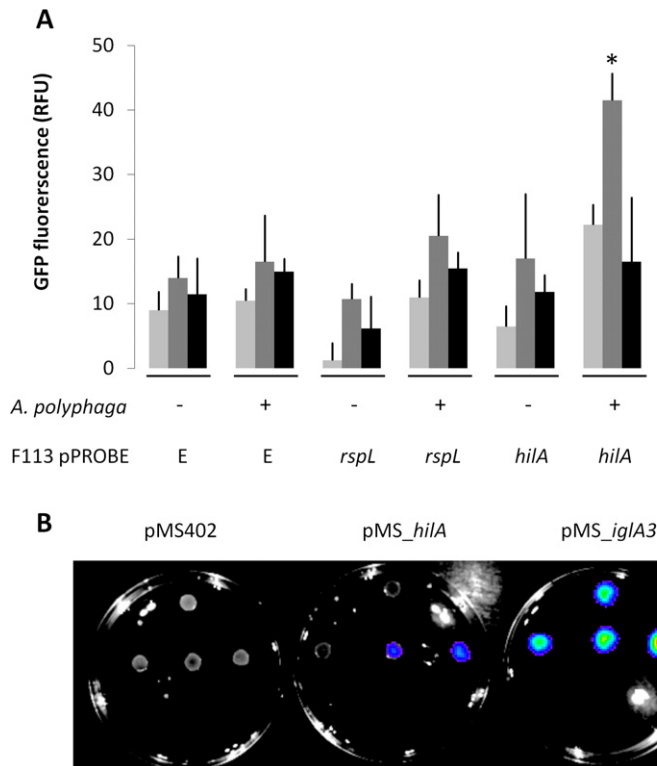 A
GFP fluorerscence (RFU)
50
40
30
20
10
0
*
A. polyphaga - + - + - +
F113 pPROBE E E rspL rspL hilA hilA
B
pMS402 pMS_hilA pMS_iglA3